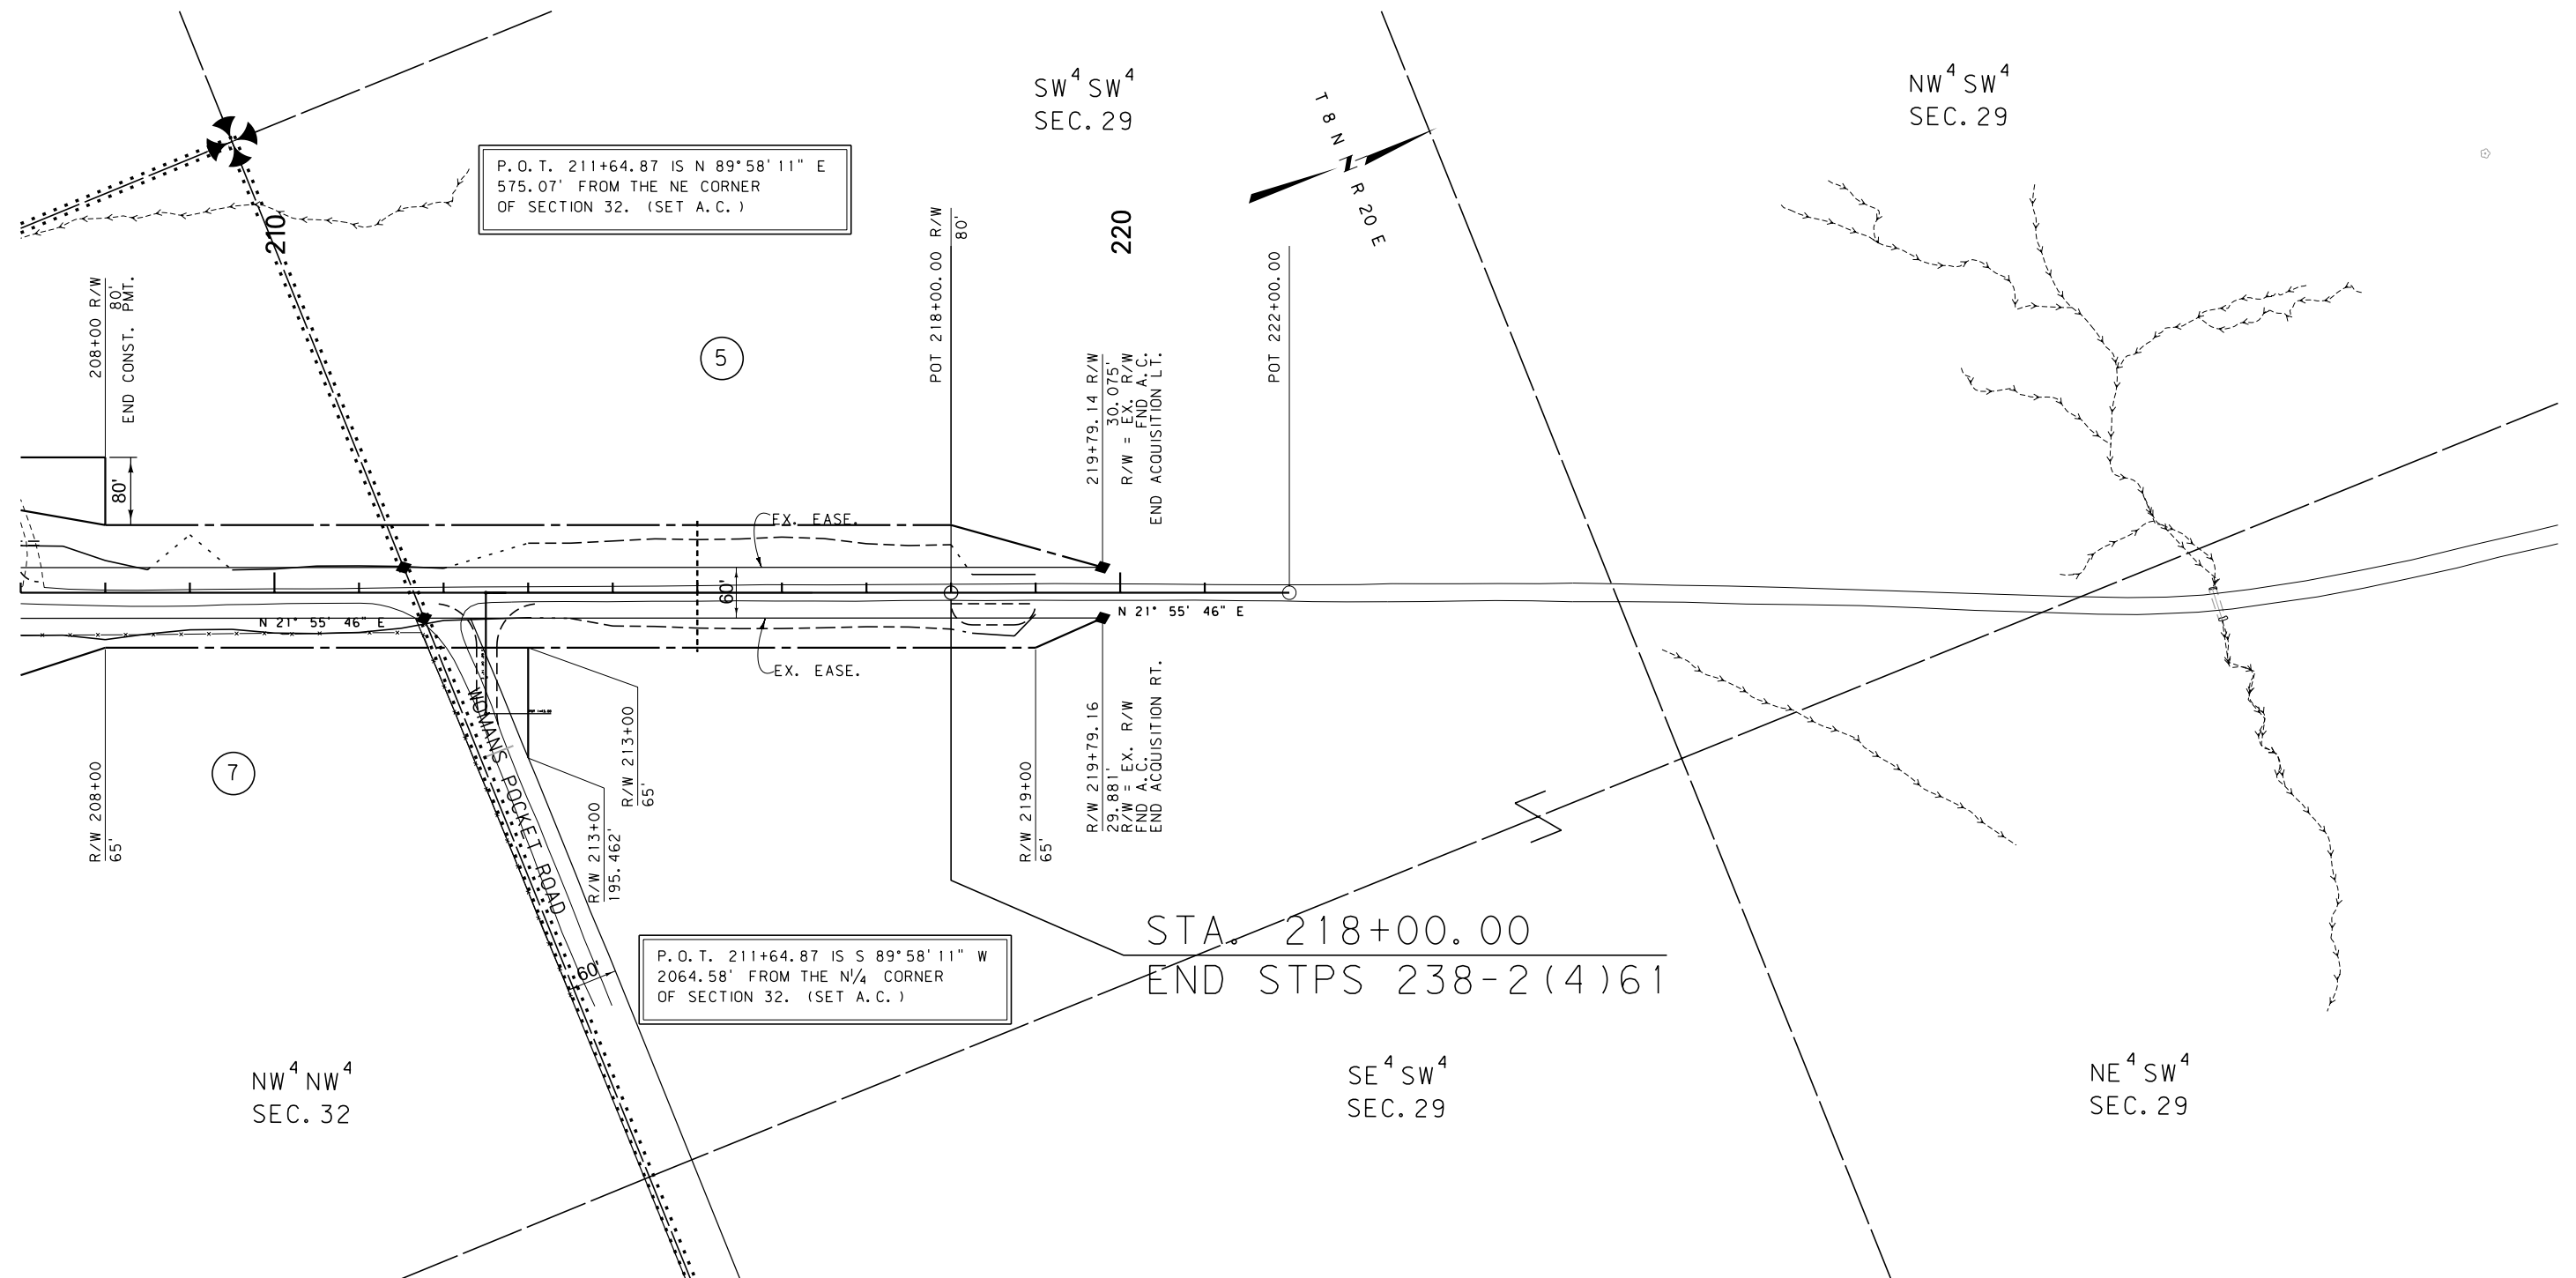 SW⁴ SW⁴
SEC. 29
NW⁴ SW⁴
SEC. 29
T 8 N
R 20 E
P.O.T. 211+64.87 IS N 89°58'11" E
575.07' FROM THE NE CORNER
OF SECTION 32. (SET A.C.)
210
220
208+00 R/W
80'
END CONST. PMT.
5
POT 218+00.00 R/W
80'
219+79.14 R/W
30.075'
R/W = EX. R/W
FND A.C.
END ACQUISITION LT.
POT 222+00.00
80'
EX. EASE.
60'
N 21° 55' 46" E
N 21° 55' 46" E
EX. EASE.
WOMANS POCKET ROAD
7
R/W 208+00
65'
R/W 213+00
65'
R/W 213+00
195.462'
R/W 219+00
65'
R/W 219+79.16
29.881'
R/W = EX. R/W
FND A.C.
END ACQUISITION RT.
60'
P.O.T. 211+64.87 IS S 89°58'11" W
2064.58' FROM THE N1/4 CORNER
OF SECTION 32. (SET A.C.)
STA. 218+00.00
END STPS 238-2(4)61
NW⁴ NW⁴
SEC. 32
SE⁴ SW⁴
SEC. 29
NE⁴ SW⁴
SEC. 29